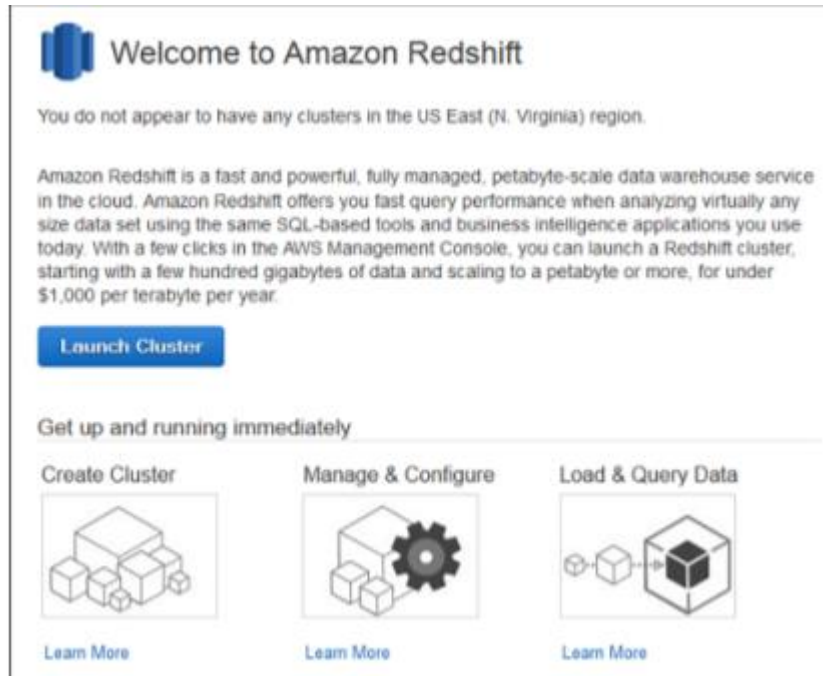 Welcome to Amazon Redshift
You do not appear to have any clusters in the US East (N. Virginia) region.
Amazon Redshift is a fast and powerful, fully managed, petabyte-scale data warehouse service
in the cloud. Amazon Redshift offers you fast query performance when analyzing virtually any
size data set using the same SQL-based tools and business intelligence applications you use
today. With a few clicks in the AWS Management Console, you can launch a Redshift cluster,
starting with a few hundred gigabytes of data and scaling to a petabyte or more, for under
$1,000 per terabyte per year.
Launch Cluster
Get up and running immediately
Create Cluster Manage & Configure Load & Query Data
Learn More Learn More Learn More